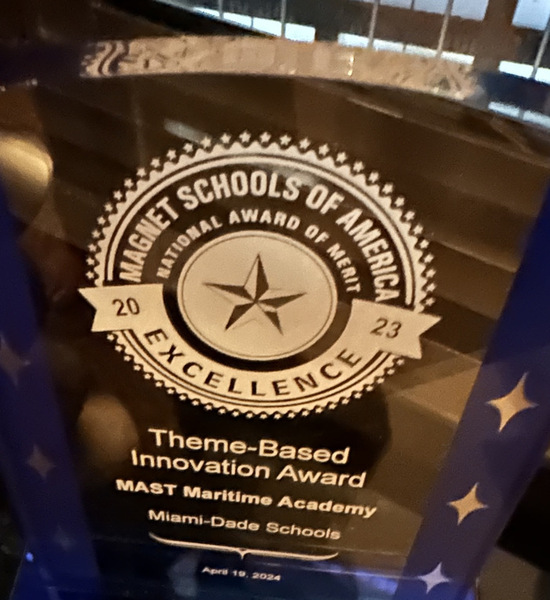 MAGNET SCHOOLS OF AMERICA
NATIONAL AWARD OF MERIT
20 23
EXCELLENCE
Theme-Based
Innovation Award
MAST Maritime Academy
Miami-Dade Schools
April 19, 2024